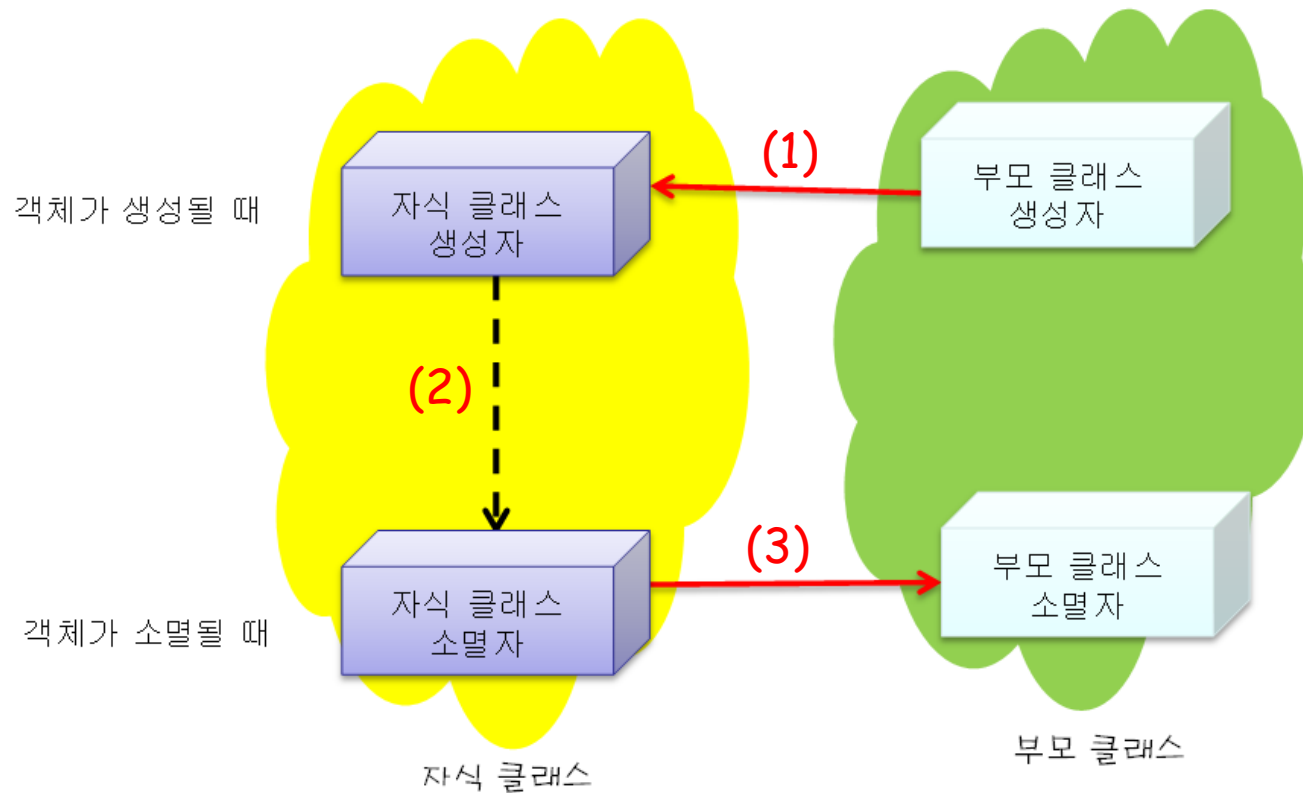 객체가 생성될 때
자식 클래스
생성자
(1)
부모 클래스
생성자
(2)
객체가 소멸될 때
자식 클래스
소멸자
(3)
부모 클래스
소멸자
자식 클래스
부모 클래스